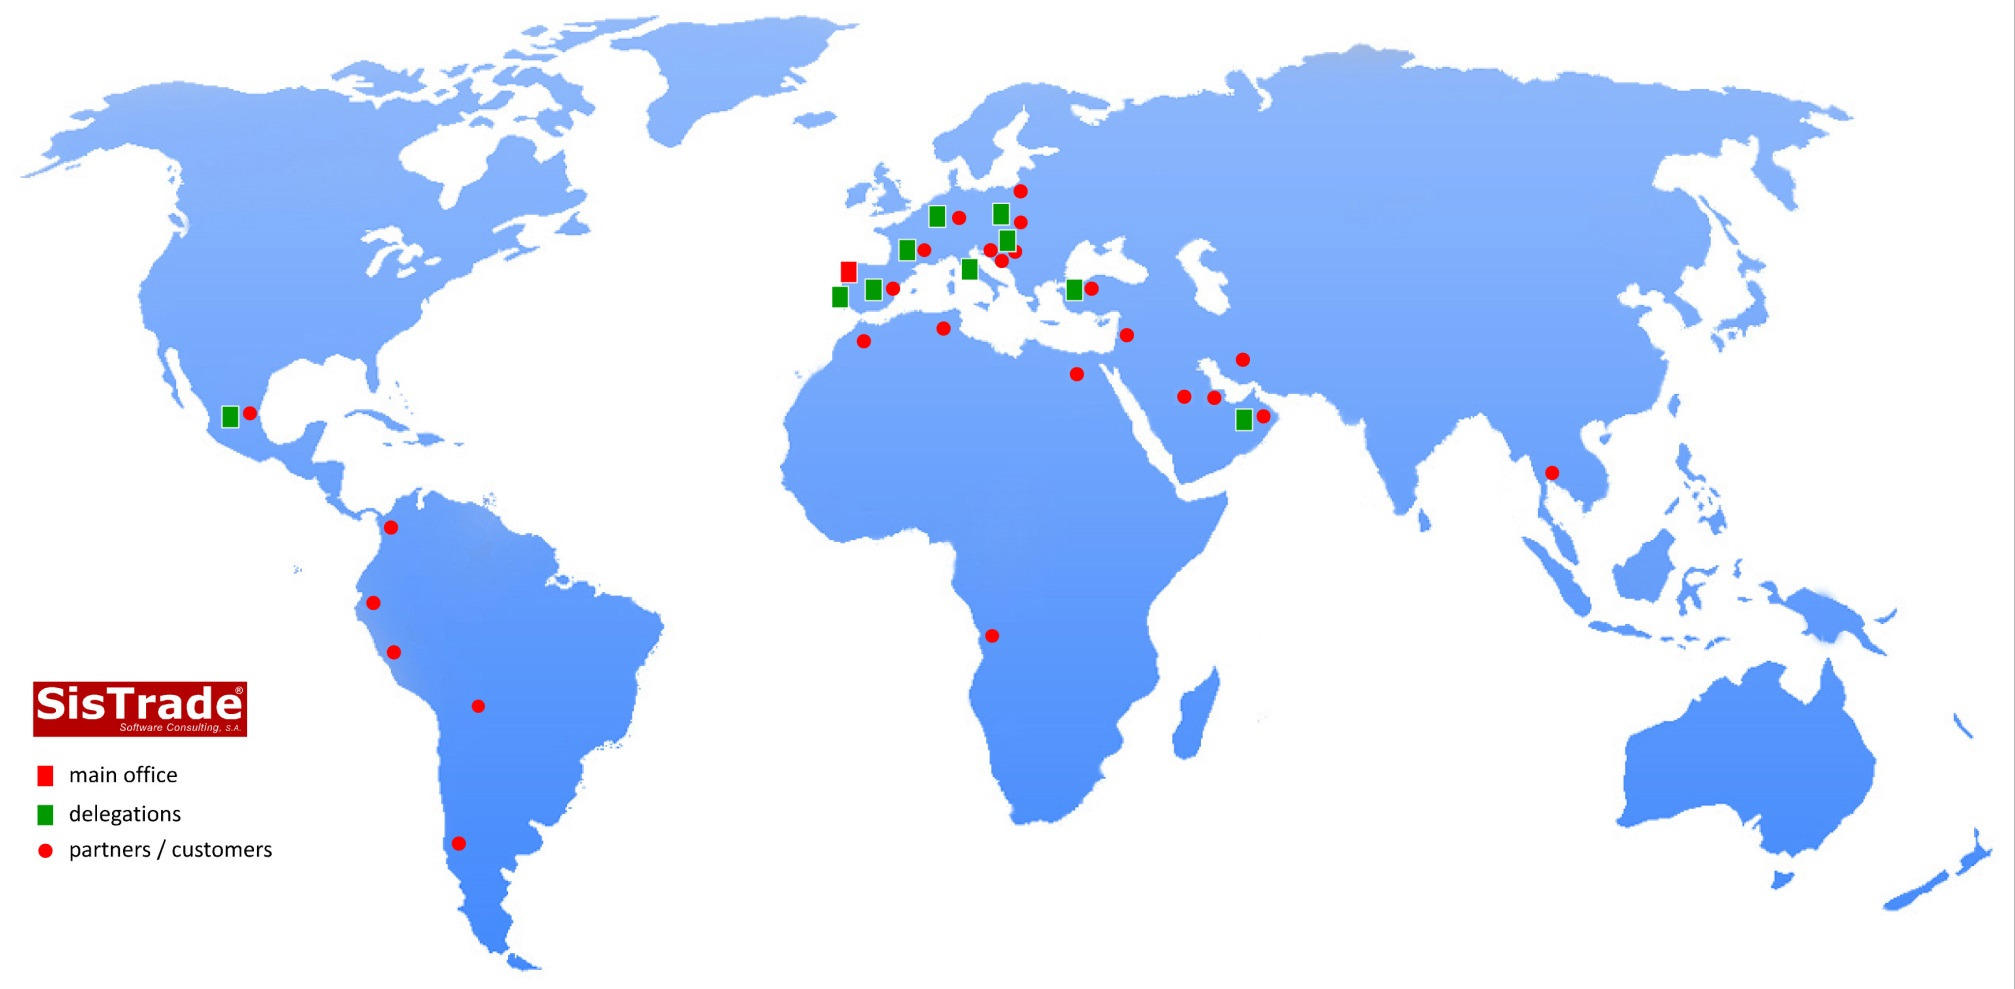 SisTrade®
Software Consulting, S.A.
main office
delegations
partners / customers